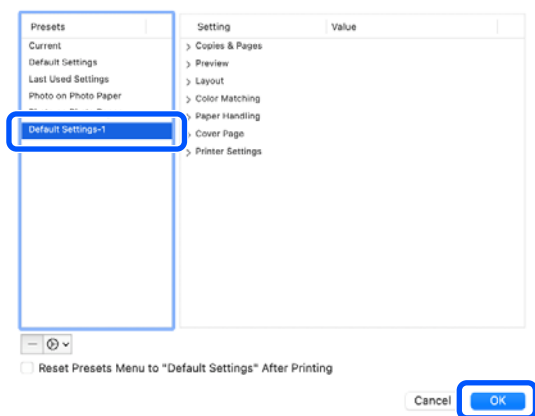 Presets
Setting
Value
Current
Default Settings
Last Used Settings
Photo on Photo Paper
Default Settings-1
Copies & Pages
Preview
Layout
Color Matching
Paper Handling
Cover Page
Printer Settings
Reset Presets Menu to "Default Settings" After Printing
Cancel
OK